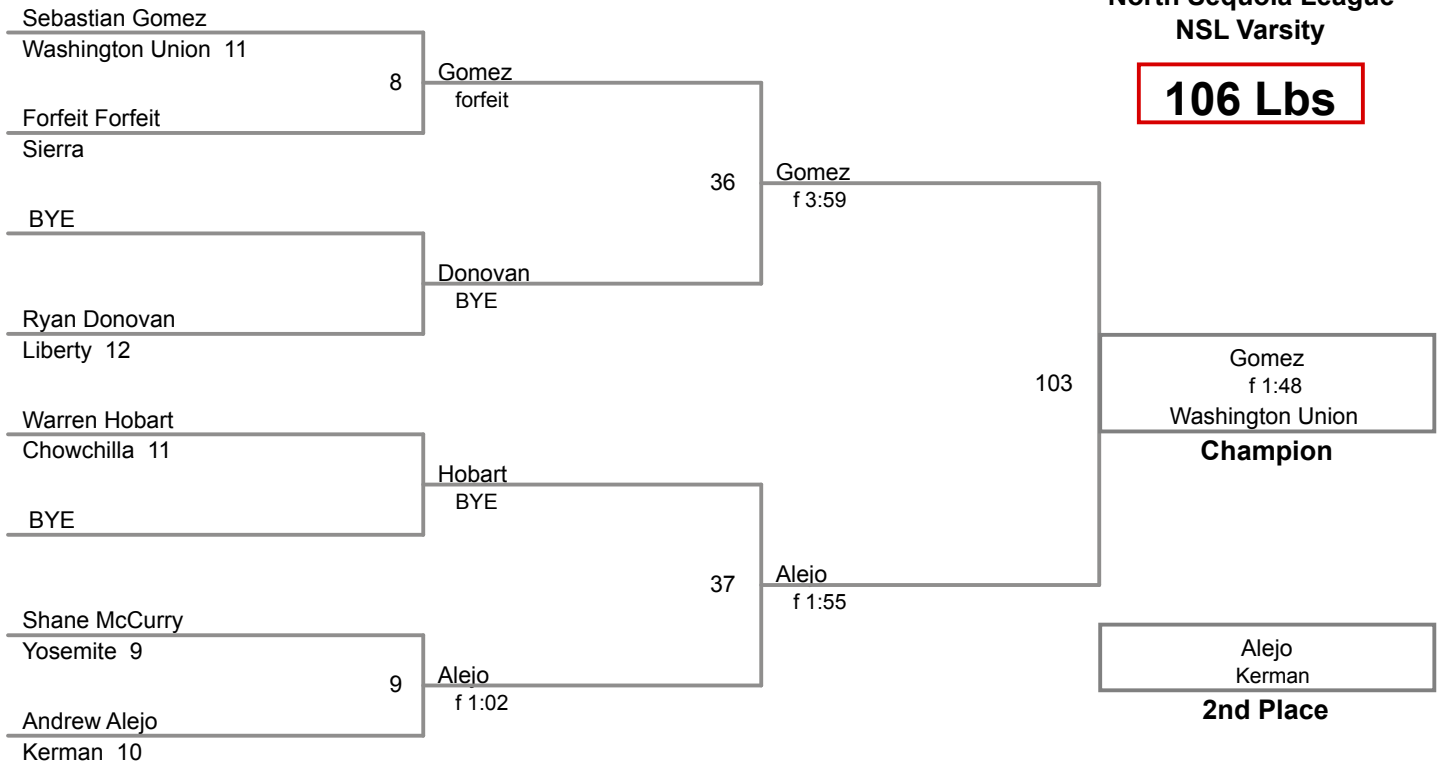 North Sequoia League
NSL Varsity
106 Lbs
Sebastian Gomez
Washington Union 11
8
Gomez
forfeit
Forfeit Forfeit
Sierra
36
Gomez
f 3:59
BYE
Donovan
BYE
Ryan Donovan
Liberty 12
103
Gomez
f 1:48
Washington Union
Champion
Warren Hobart
Chowchilla 11
Hobart
BYE
BYE
37
Alejo
f 1:55
Shane McCurry
Yosemite 9
9
Alejo
f 1:02
Andrew Alejo
Kerman 10
Alejo
Kerman
2nd Place